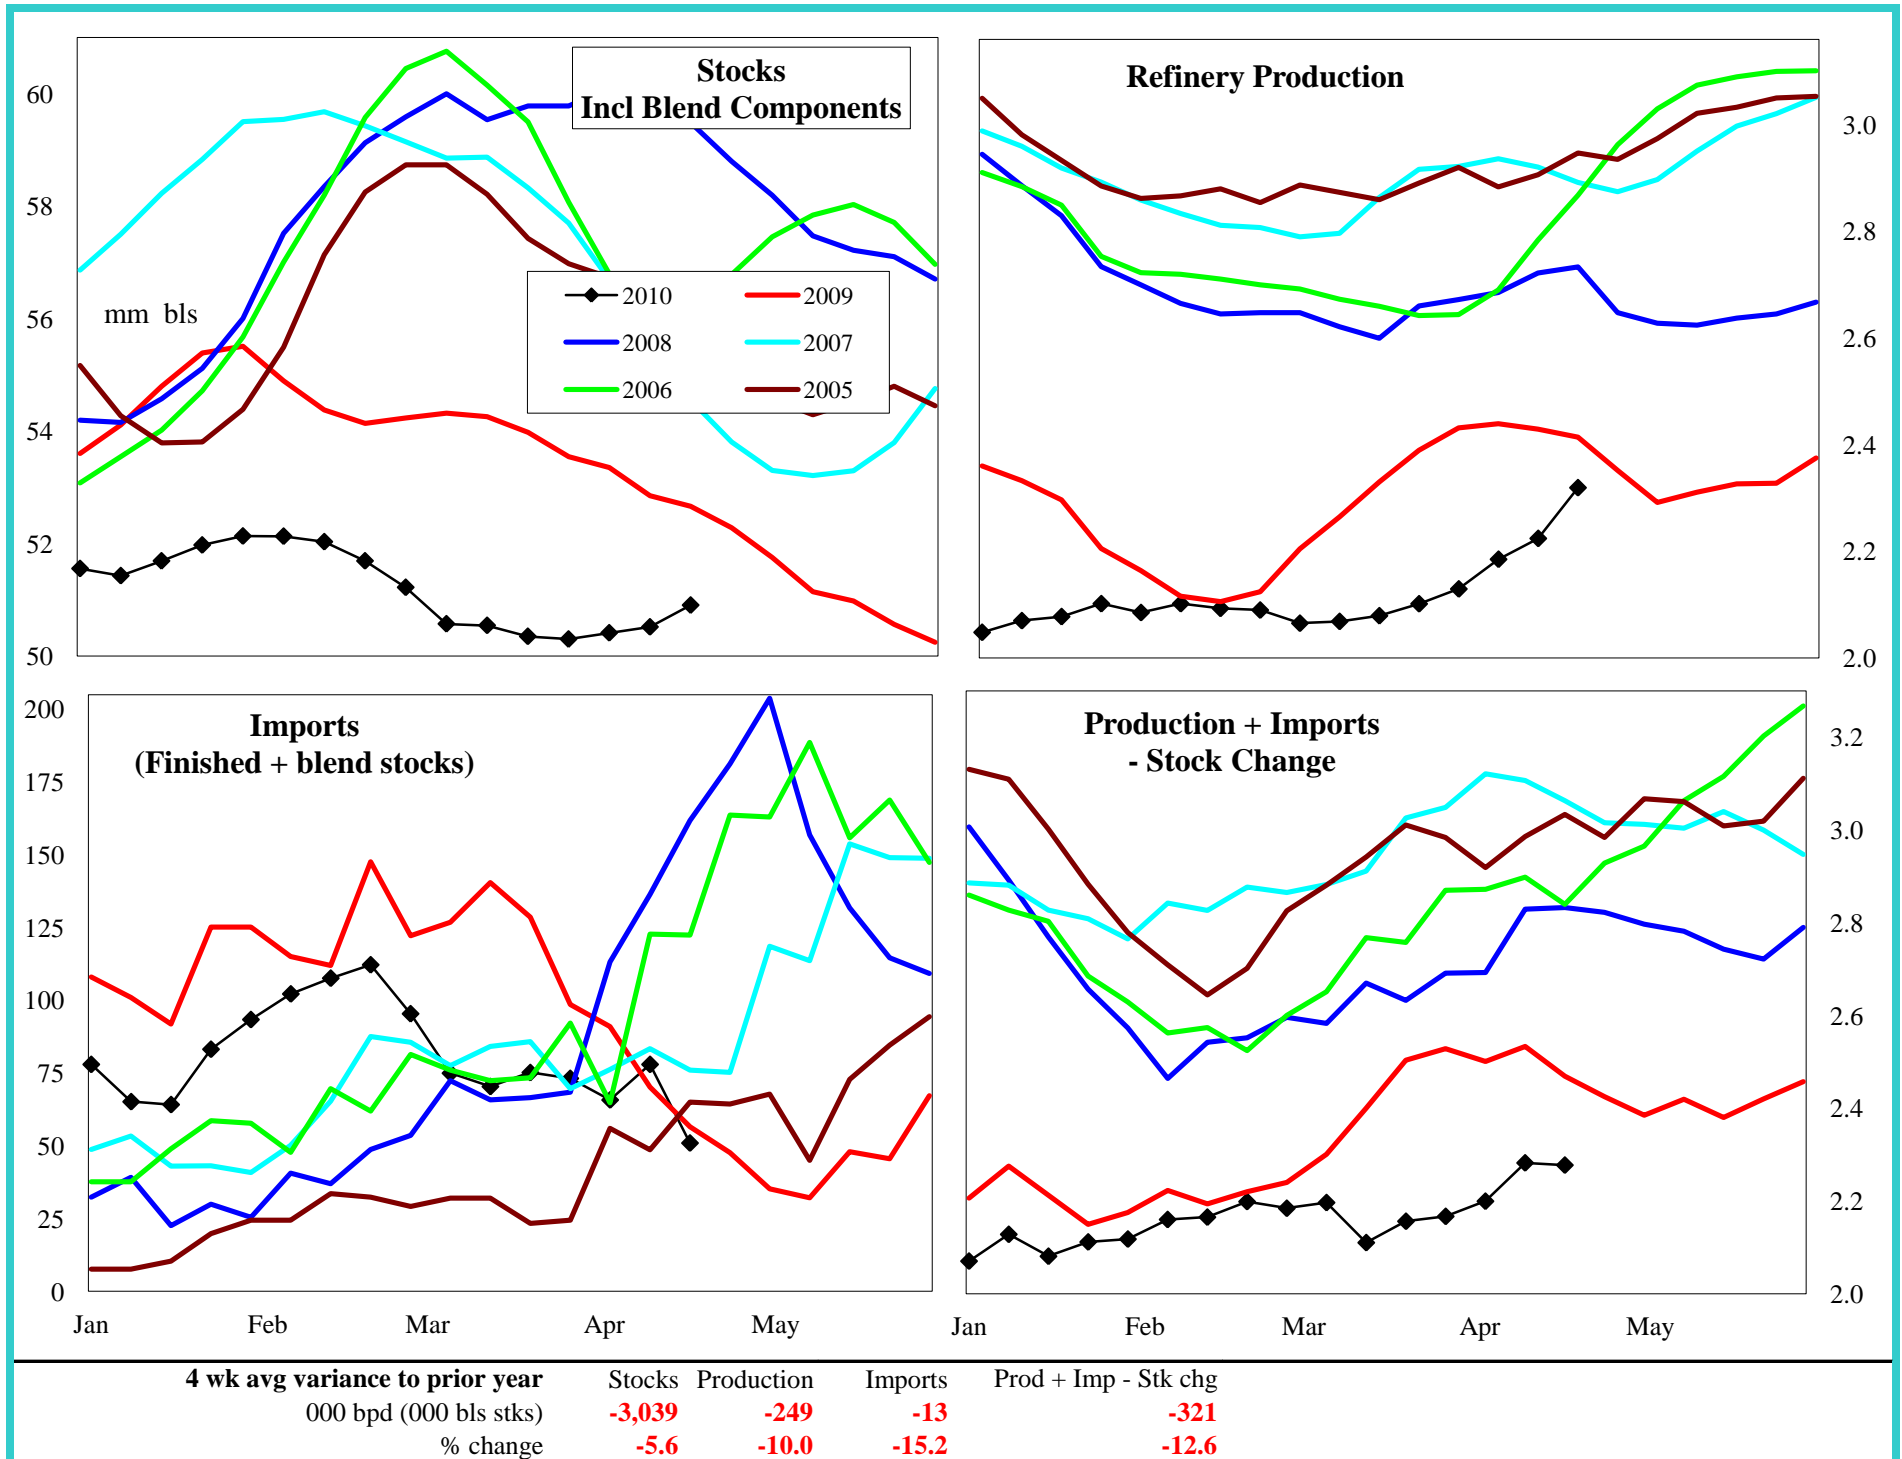 Stocks
Incl Blend Components
60
58
56
54
52
50
mm bls
2010 2009
2008 2007
2006 2005
Refinery Production
3.0
2.8
2.6
2.4
2.2
2.0
Imports
(Finished + blend stocks)
200
175
150
125
100
75
50
25
0
Jan Feb Mar Apr May
Production + Imports
- Stock Change
3.2
3.0
2.8
2.6
2.4
2.2
2.0
Jan Feb Mar Apr May
4 wk avg variance to prior year Stocks Production Imports Prod + Imp - Stk chg
000 bpd (000 bls stks) -3,039 -249 -13 -321
% change -5.6 -10.0 -15.2 -12.6